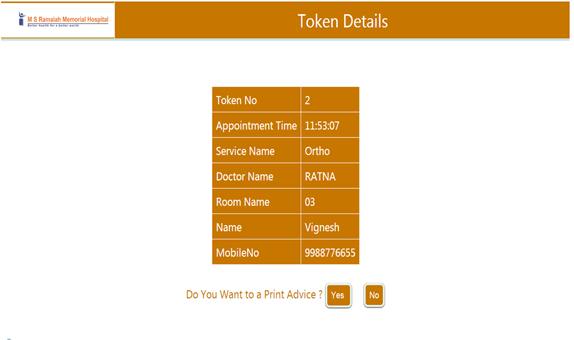 M S Ramaiah Memorial Hospital
Better health for a better world
Token Details
Token No 2
Appointment Time 11:53:07
Service Name Ortho
Doctor Name RATNA
Room Name 03
Name Vignesh
MobileNo 9988776655
Do You Want to a Print Advice ? Yes No